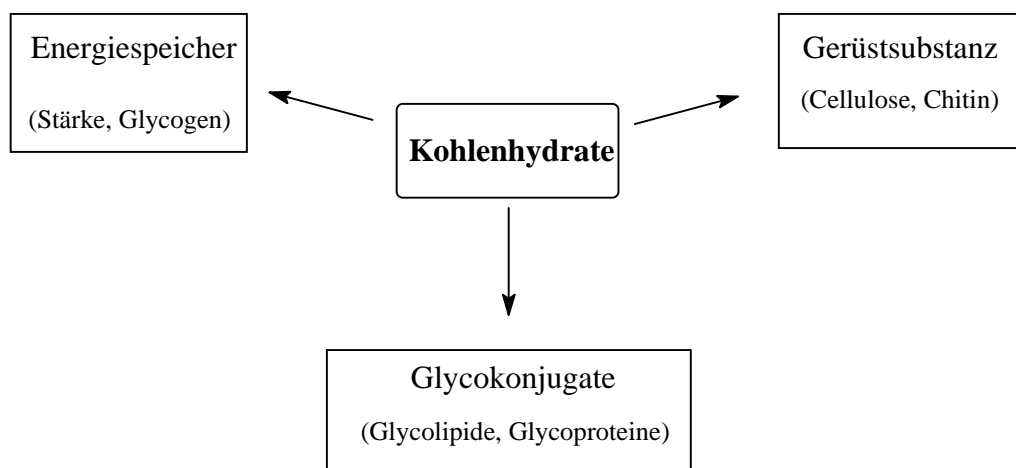 Energiespeicher
(Stärke, Glycogen)
Gerüstsubstanz
(Cellulose, Chitin)
Kohlenhydrate
Glycokonjugate
(Glycolipide, Glycoproteine)